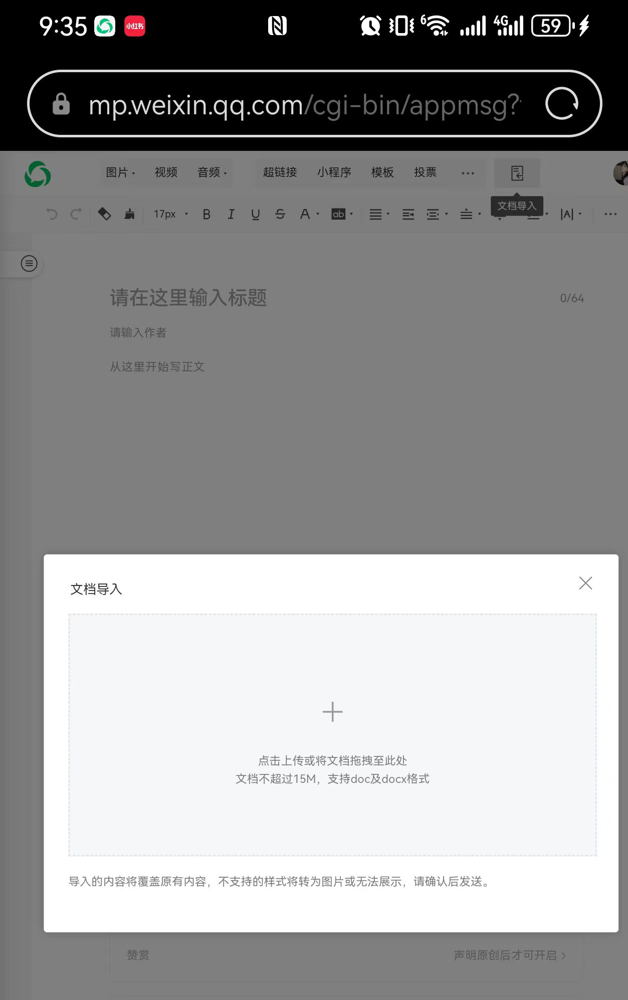 9:35 小红书 6 4G 59
mp.weixin.qq.com/cgi-bin/appmsg?
图片 视频 音频 超链接 小程序 模板 投票 ...
文档导入
17px B I U S A ab |A| ...
请在这里输入标题 0/64
请输入作者
从这里开始写正文
文档导入
点击上传或将文档拖拽至此处
文档不超过15M，支持doc及docx格式
导入的内容将覆盖原有内容，不支持的样式将转为图片或无法展示，请确认后发送。
赞赏 声明原创后才可开启 >